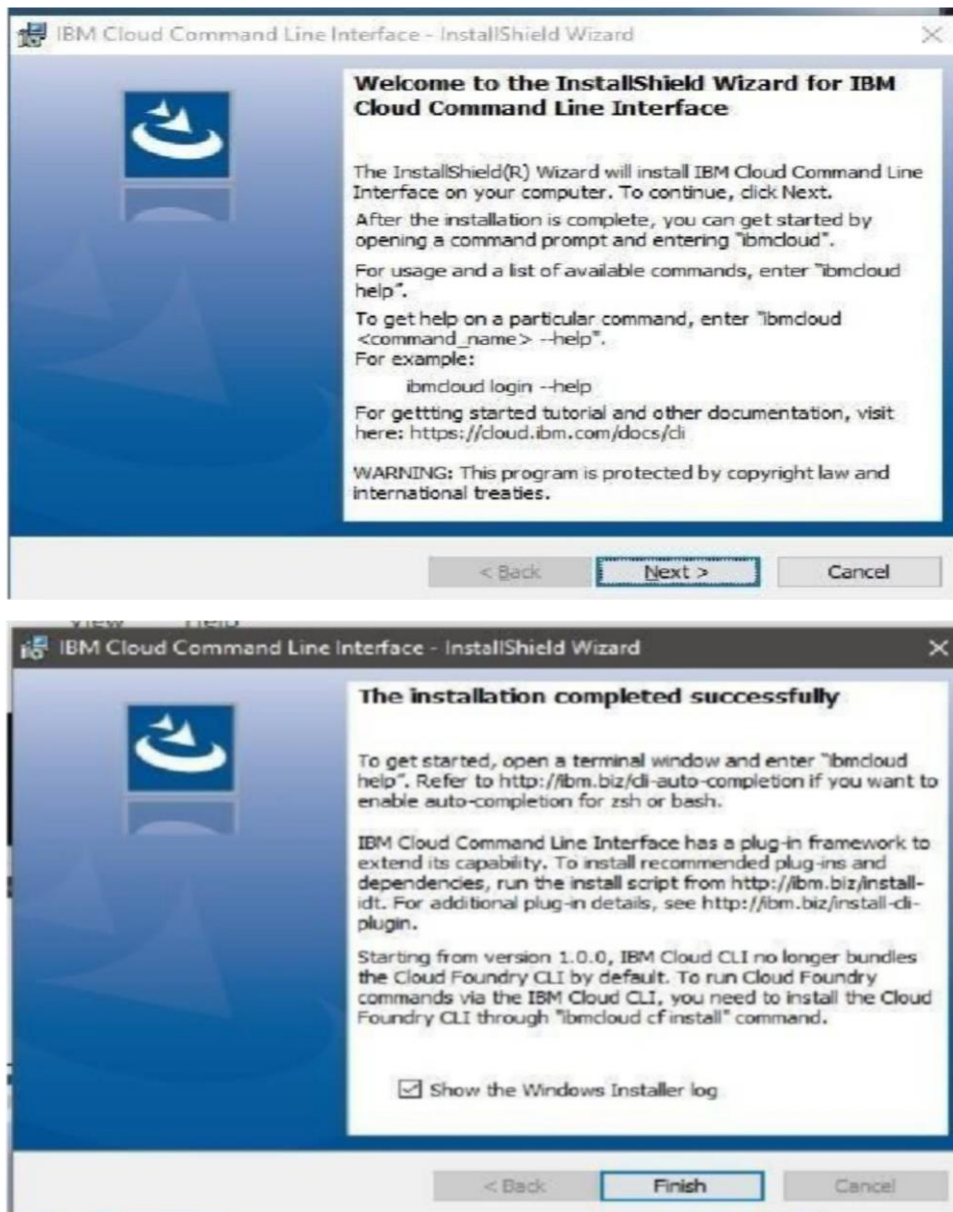 IBM Cloud Command Line Interface - InstallShield Wizard
Welcome to the InstallShield Wizard for IBM
Cloud Command Line Interface
The InstallShield(R) Wizard will install IBM Cloud Command Line
Interface on your computer. To continue, click Next.
After the installation is complete, you can get started by
opening a command prompt and entering "ibmcloud".
For usage and a list of available commands, enter "ibmcloud
help".
To get help on a particular command, enter "ibmcloud
<command_name> --help".
For example:
ibmcloud login --help
For gettting started tutorial and other documentation, visit
here: https://cloud.ibm.com/docs/cli
WARNING: This program is protected by copyright law and
international treaties.
< Back Next > Cancel
View Help
IBM Cloud Command Line Interface - InstallShield Wizard
The installation completed successfully
To get started, open a terminal window and enter "ibmcloud
help". Refer to http://ibm.biz/cli-auto-completion if you want to
enable auto-completion for zsh or bash.
IBM Cloud Command Line Interface has a plug-in framework to
extend its capability. To install recommended plug-ins and
dependencies, run the install script from http://ibm.biz/install-
idt. For additional plug-in details, see http://ibm.biz/install-cli-
plugin.
Starting from version 1.0.0, IBM Cloud CLI no longer bundles
the Cloud Foundry CLI by default. To run Cloud Foundry
commands via the IBM Cloud CLI, you need to install the Cloud
Foundry CLI through "ibmcloud cf install" command.
Show the Windows Installer log
< Back Finish Cancel